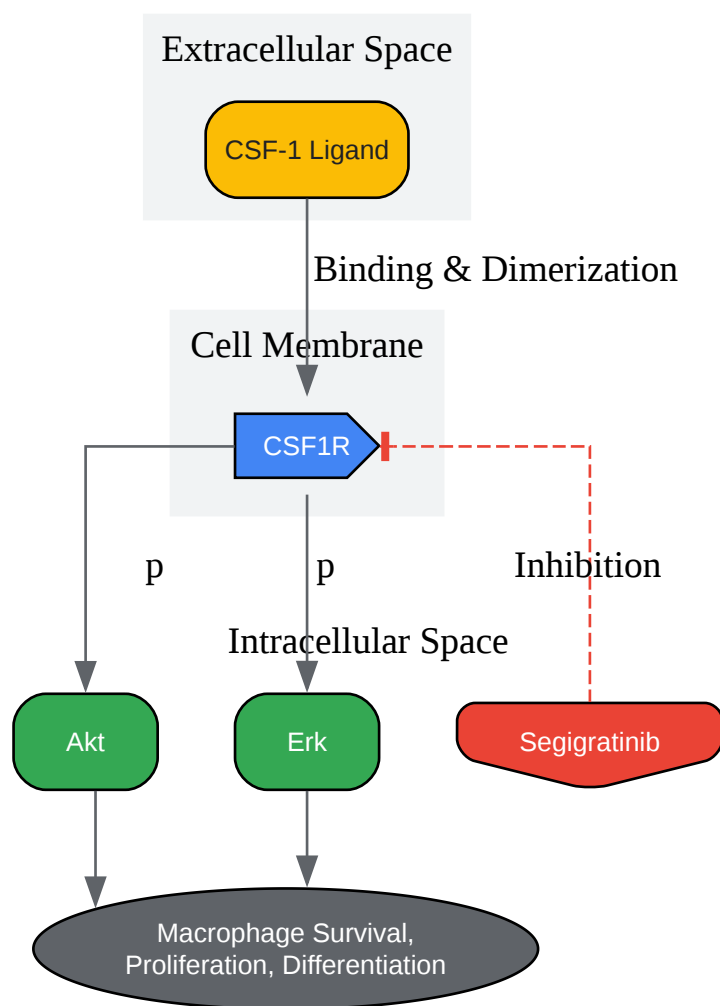 Extracellular Space
CSF-1 Ligand
Binding & Dimerization
Cell Membrane
CSF1R
p
p
Inhibition
Intracellular Space
Akt
Erk
Segigratinib
Macrophage Survival,
Proliferation, Differentiation